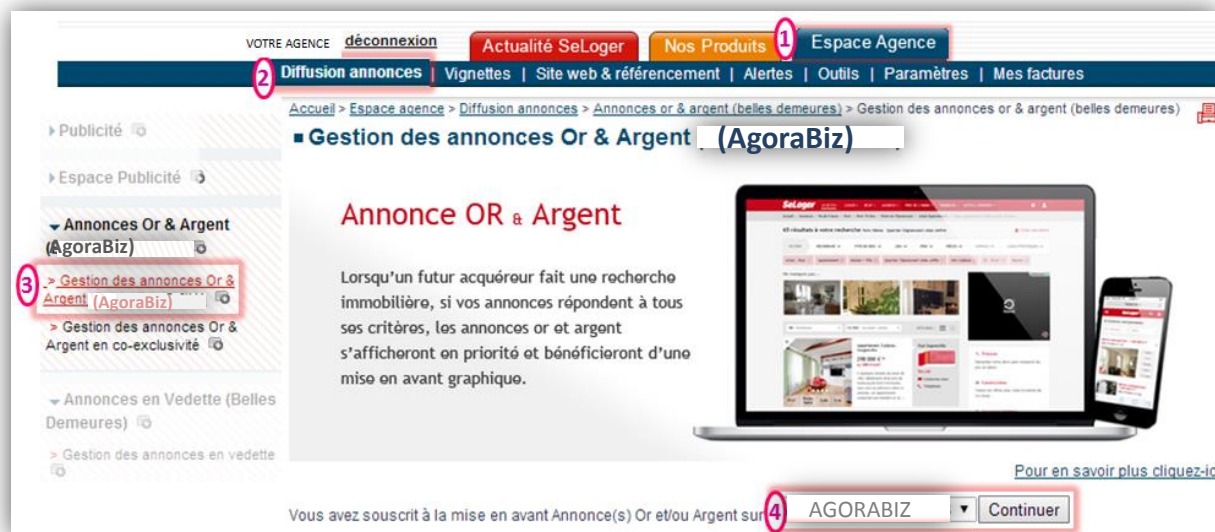 VOTRE AGENCE déconnexion Actualité SeLoger Nos Produits 1 Espace Agence
2 Diffusion annonces | Vignettes | Site web & référencement | Alertes | Outils | Paramètres | Mes factures
Accueil > Espace agence > Diffusion annonces > Annonces or & argent (belles demeures) > Gestion des annonces or & argent (belles demeures)
Gestion des annonces Or & Argent (AgoraBiz)
Publicité
Espace Publicité
Annonces Or & Argent
(AgoraBiz)
3 > Gestion des annonces Or &
Argent (AgoraBiz)
> Gestion des annonces Or &
Argent en co-exclusivité
Annonces en Vedette (Belles
Demeures)
> Gestion des annonces en vedette
Annonce OR & Argent
Lorsqu'un futur acquéreur fait une recherche
immobilière, si vos annonces répondent à tous
ses critères, les annonces or et argent
s'afficheront en priorité et bénéficieront d'une
mise en avant graphique.
SeLoger
SeLoger
Pour en savoir plus cliquez-ic
Vous avez souscrit à la mise en avant Annonce(s) Or et/ou Argent sur 4 AGORABIZ Continuer